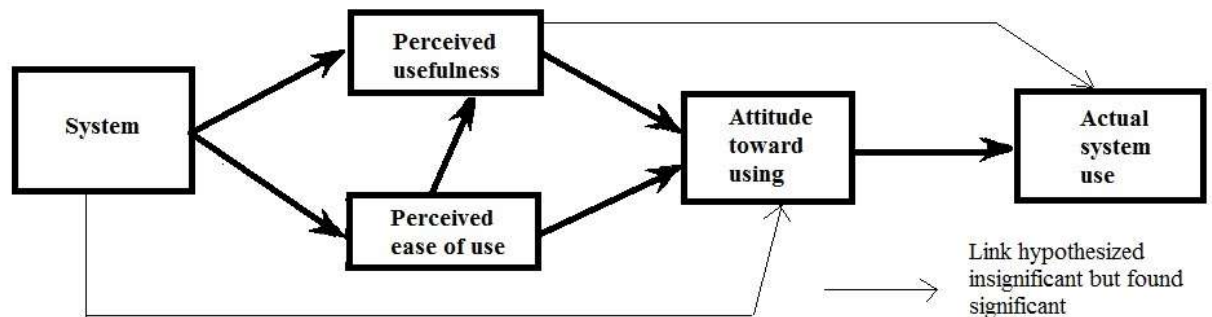 Perceived
usefulness
System
Attitude
toward
using
Actual
system
use
Perceived
ease of use
Link hypothesized
insignificant but found
significant